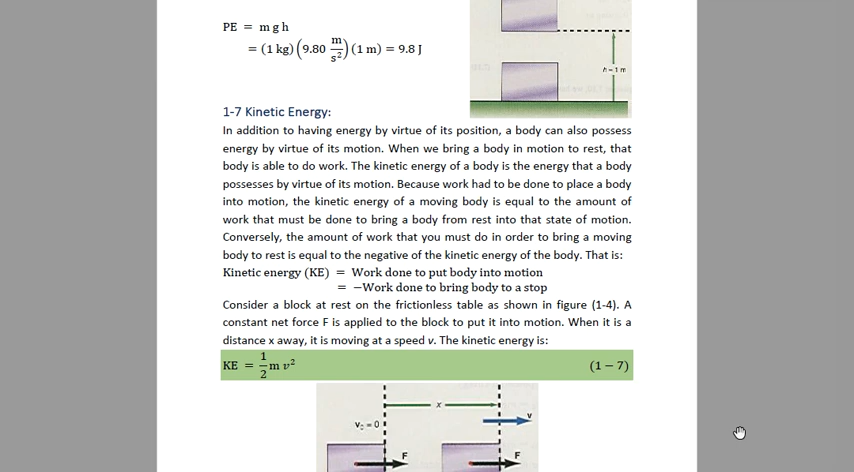 PE = m g h
= (1 kg) (9.80 m/s²) (1 m) = 9.8 J
h = 1 m
1-7 Kinetic Energy:
In addition to having energy by virtue of its position, a body can also possess
energy by virtue of its motion. When we bring a body in motion to rest, that
body is able to do work. The kinetic energy of a body is the energy that a body
possesses by virtue of its motion. Because work had to be done to place a body
into motion, the kinetic energy of a moving body is equal to the amount of
work that must be done to bring a body from rest into that state of motion.
Conversely, the amount of work that you must do in order to bring a moving
body to rest is equal to the negative of the kinetic energy of the body. That is:
Kinetic energy (KE) = Work done to put body into motion
= −Work done to bring body to a stop
Consider a block at rest on the frictionless table as shown in figure (1-4). A
constant net force F is applied to the block to put it into motion. When it is a
distance x away, it is moving at a speed v. The kinetic energy is:
KE = 1/2 m v² (1 − 7)
x
v
v₀ = 0
F
F